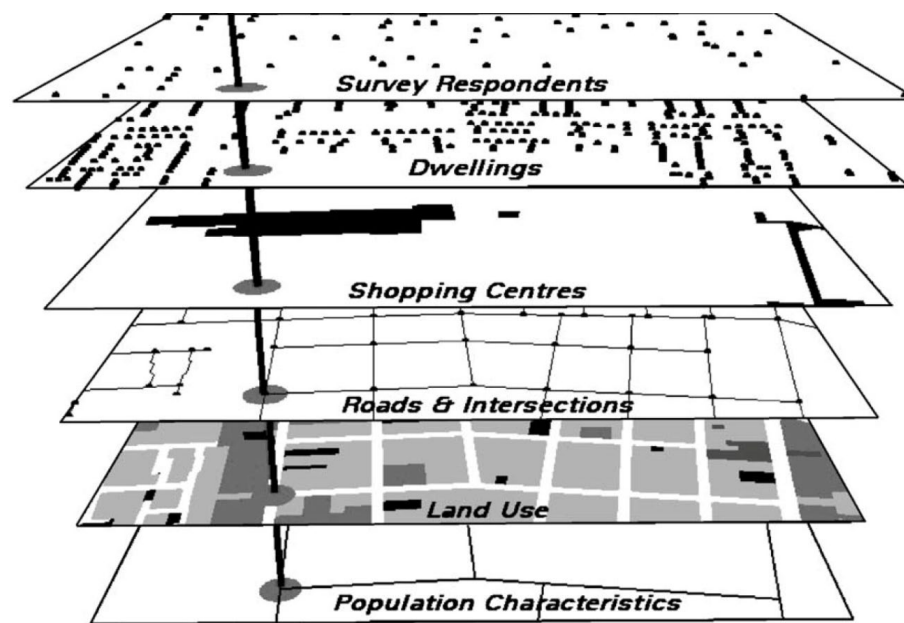 Survey Respondents
Dwellings
Shopping Centres
Roads & Intersections
Land Use
Population Characteristics